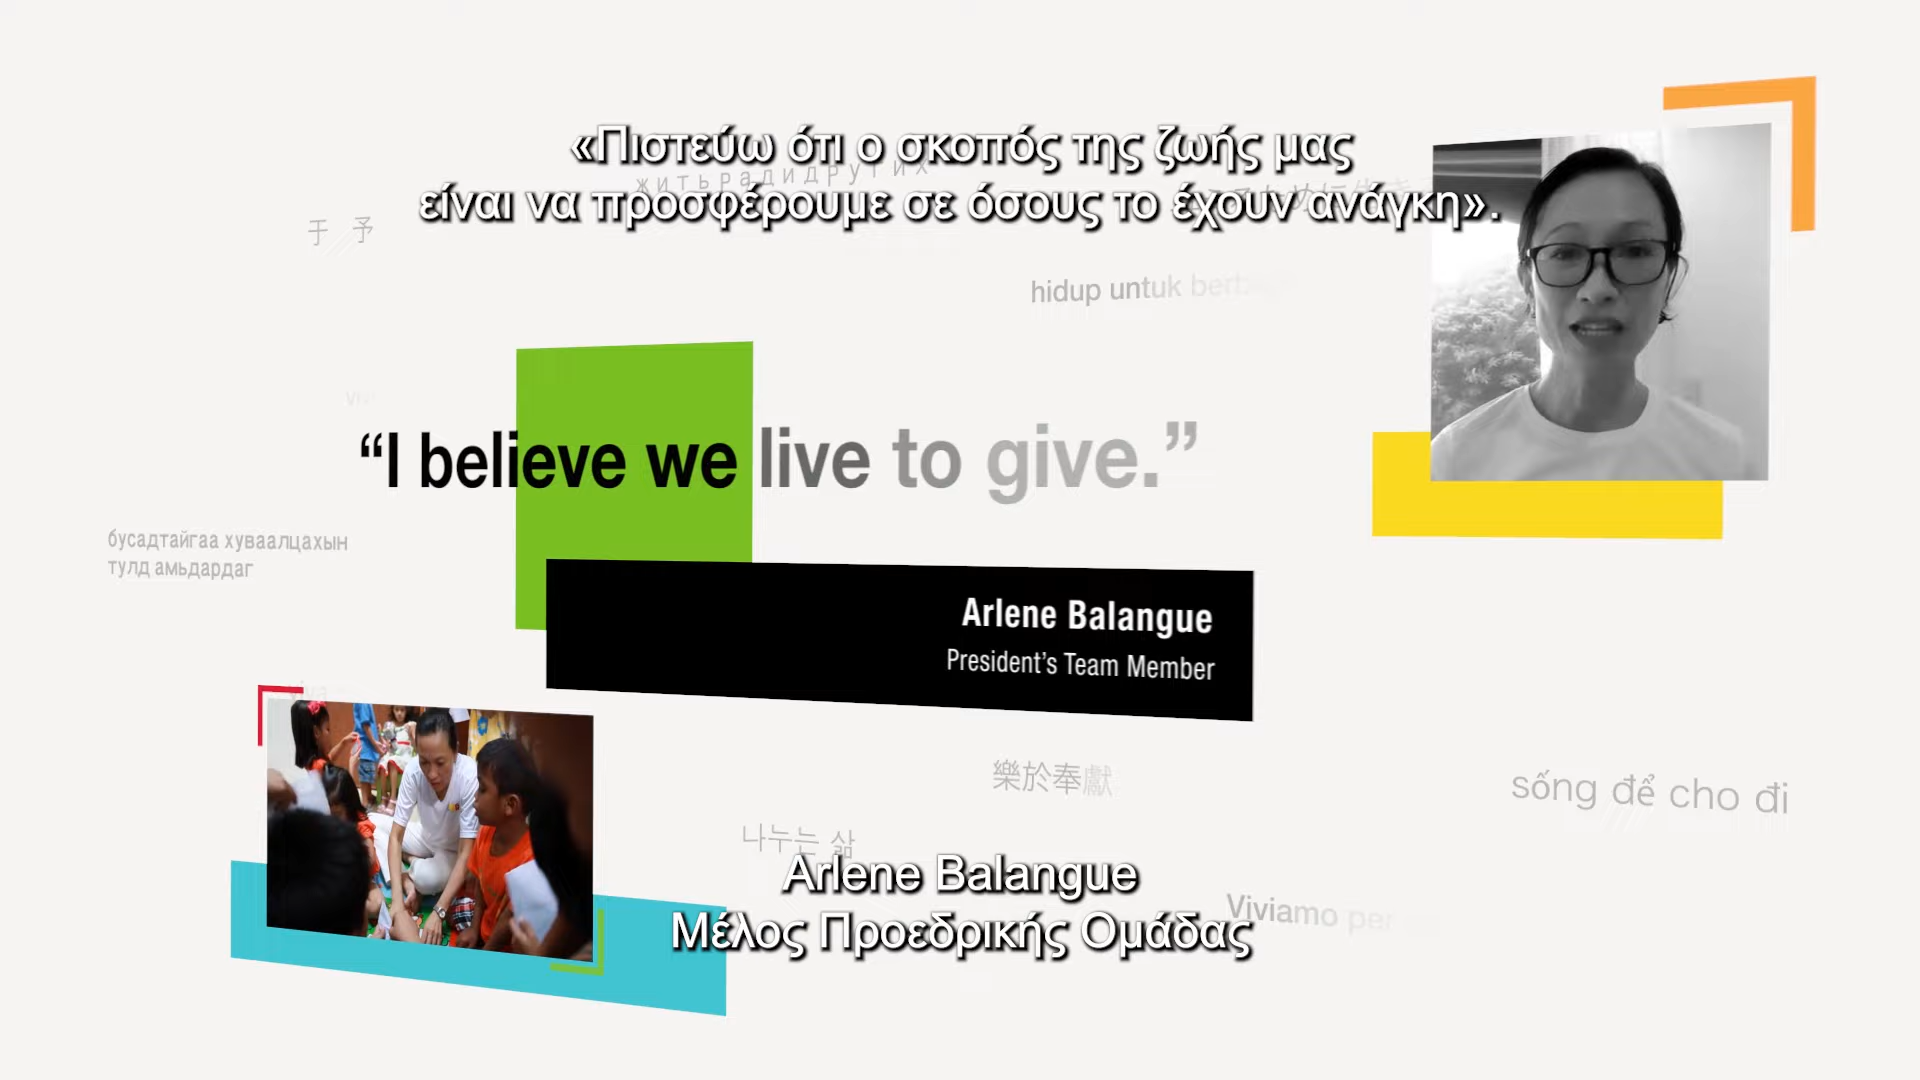 «Πιστεύω ότι ο σκοπός της ζωής μας
είναι να προσφέρουμε σε όσους το έχουν ανάγκη».
житьрадидругих
于 予
hidup untuk
“I believe we live to give.”
бусадтайгаа хуваалцахын
тулд амьдардаг
Arlene Balangue
President’s Team Member
樂於奉獻
sống để cho đi
나누는 삶
Arlene Balangue
Μέλος Προεδρικής Ομάδας
Viviamo per